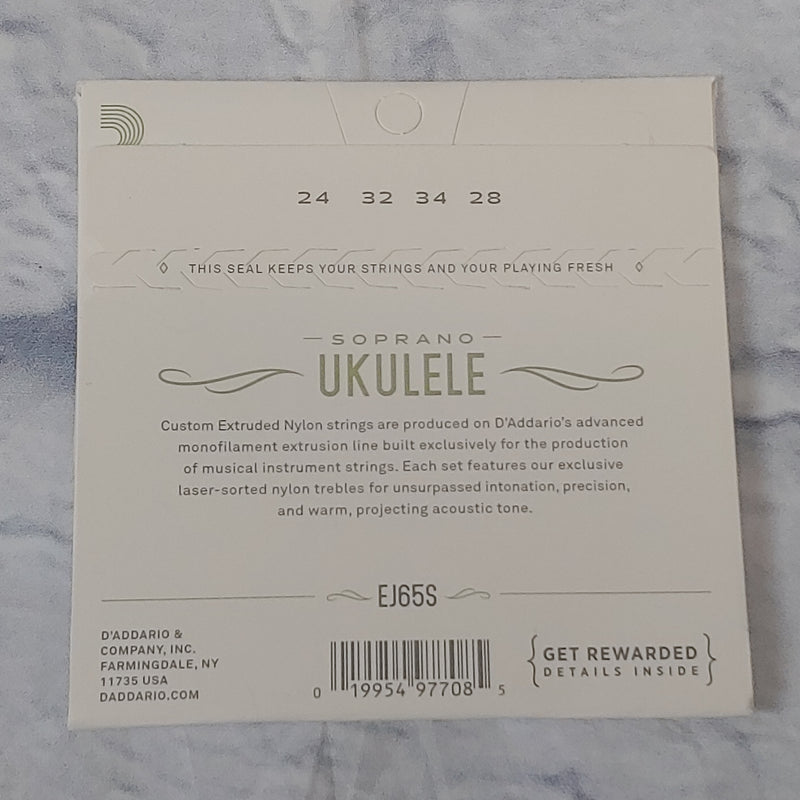 24 32 34 28
THIS SEAL KEEPS YOUR STRINGS AND YOUR PLAYING FRESH
SOPRANO
UKULELE
Custom Extruded Nylon strings are produced on D'Addario's advanced
monofilament extrusion line built exclusively for the production
of musical instrument strings. Each set features our exclusive
laser-sorted nylon trebles for unsurpassed intonation, precision,
and warm, projecting acoustic tone.
EJ65S
D'ADDARIO &
COMPANY, INC.
FARMINGDALE, NY
11735 USA
DADDARIO.COM
0 19954 97708 5
{GET REWARDED
DETAILS INSIDE}